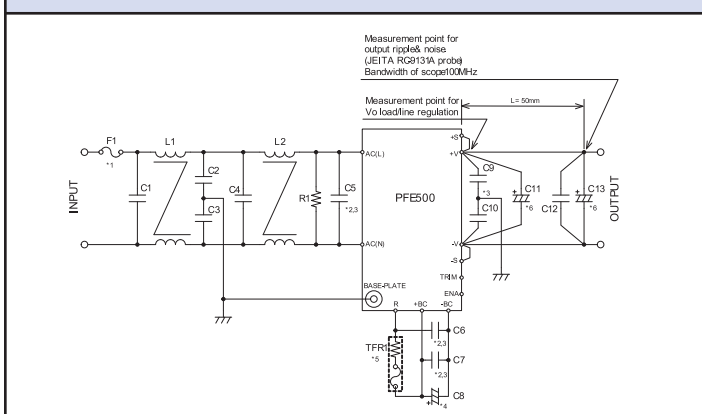 Measurement point for
output ripple& noise
(JEITA RC9131A probe)
Bandwidth of scope100MHz
Measurement point for
Vo load/line regulation
L= 50mm
F1
*1
L1
L2
+S
+V
AC(L)
C1
C2
C3
C4
R1
C5
*2,3
PFE500
C9
*3
C10
C11
*6
C12
C13
*6
INPUT
OUTPUT
AC(N)
-V
-S
TRIM
ENA
BASE-PLATE
R
+BC
-BC
C6
*2,3
TFR1
*5
C7
*2,3
C8
+
*4
+
+